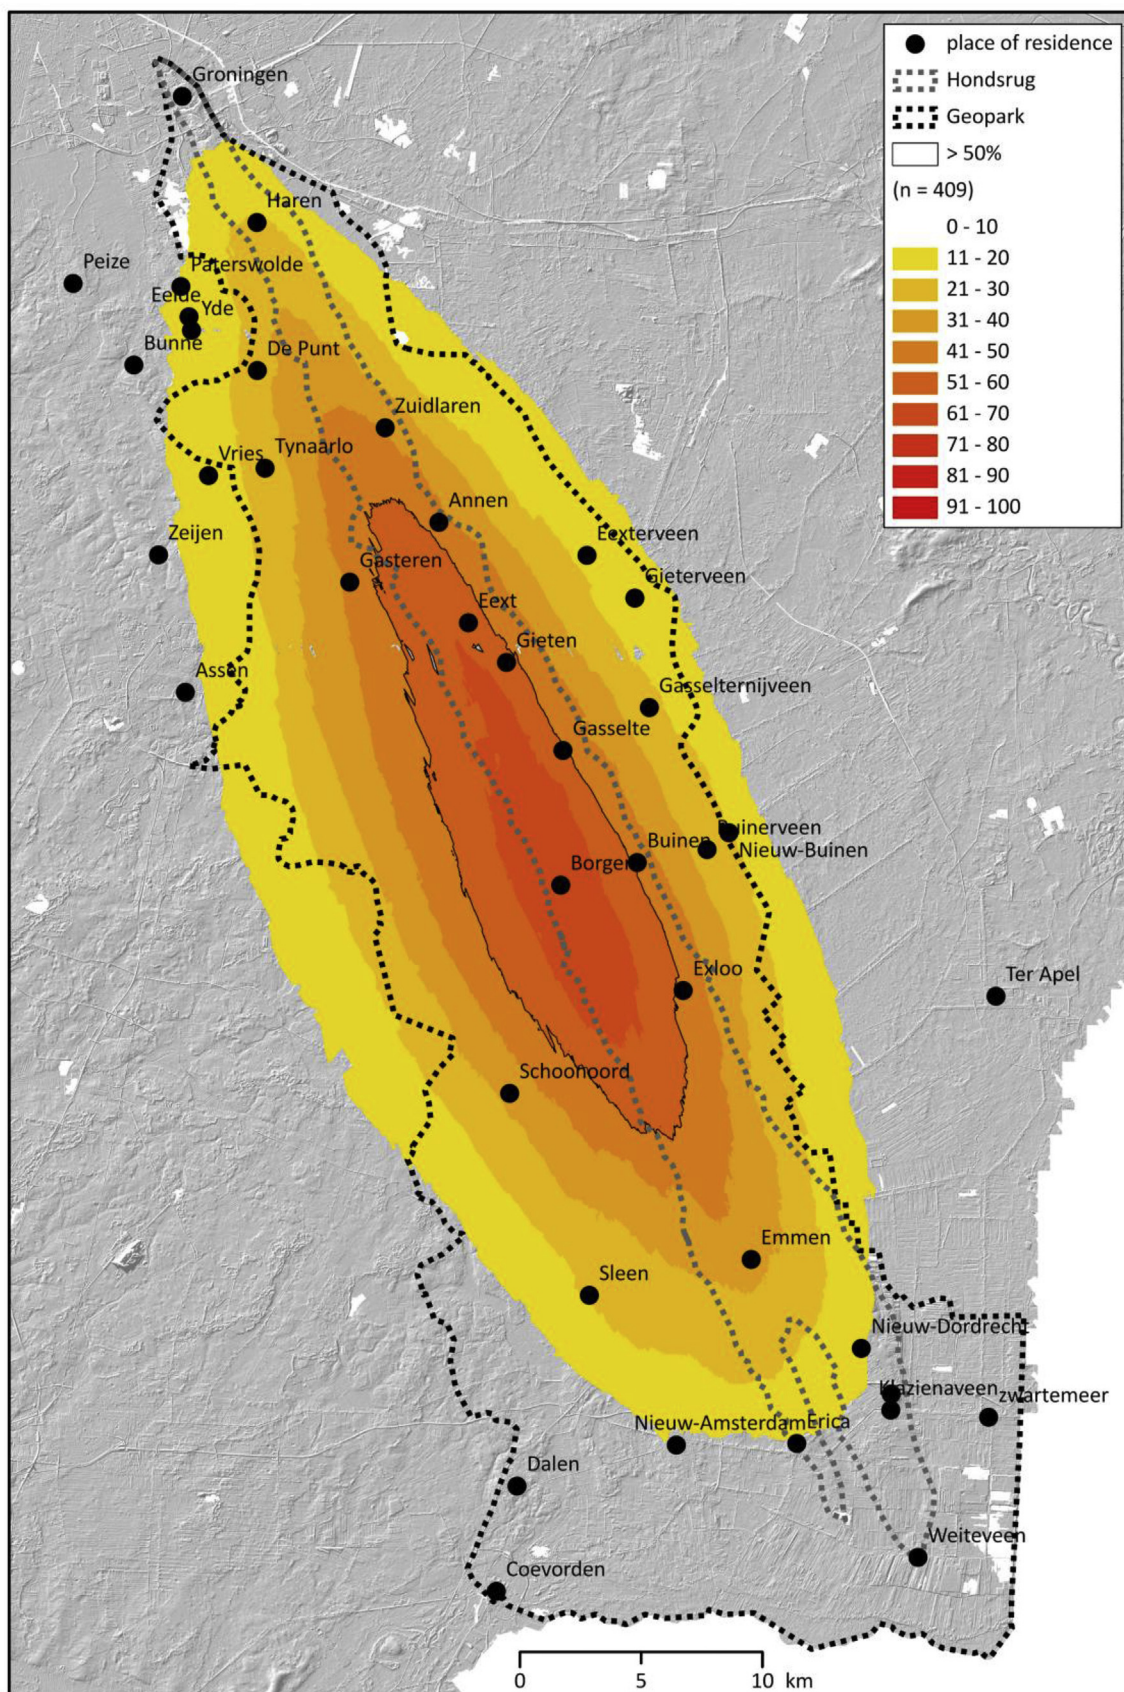 place of residence
Hondsrug
Geopark
> 50%
(n = 409)
0 - 10
11 - 20
21 - 30
31 - 40
41 - 50
51 - 60
61 - 70
71 - 80
81 - 90
91 - 100
Groningen
Haren
Peize
Paterswolde
Eelde
Yde
Bunne
De Punt
Zuidlaren
Tynaarlo
Vries
Annen
Zeijen
Eexterveen
Gasteren
Gieterveen
Eext
Gieten
Assen
Gasselternijveen
Gasselte
Buinerveen
Buinen
Nieuw-Buinen
Borger
Exloo
Ter Apel
Schoonoord
Emmen
Sleen
Nieuw-Dordrecht
Klazienaveen
zwartemeer
Nieuw-Amsterdam
Erica
Dalen
Weiteveen
Coevorden
0 5 10 km